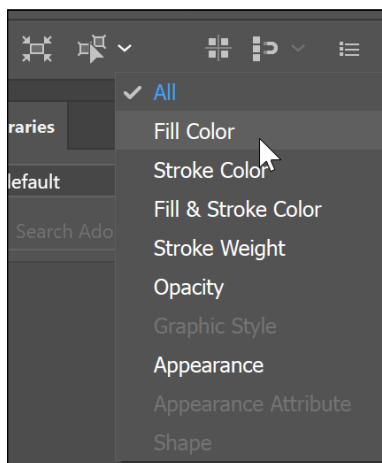 All
raries
Fill Color
Stroke Color
default
Fill & Stroke Color
Search Ado
Stroke Weight
Opacity
Graphic Style
Appearance
Appearance Attribute
Shape